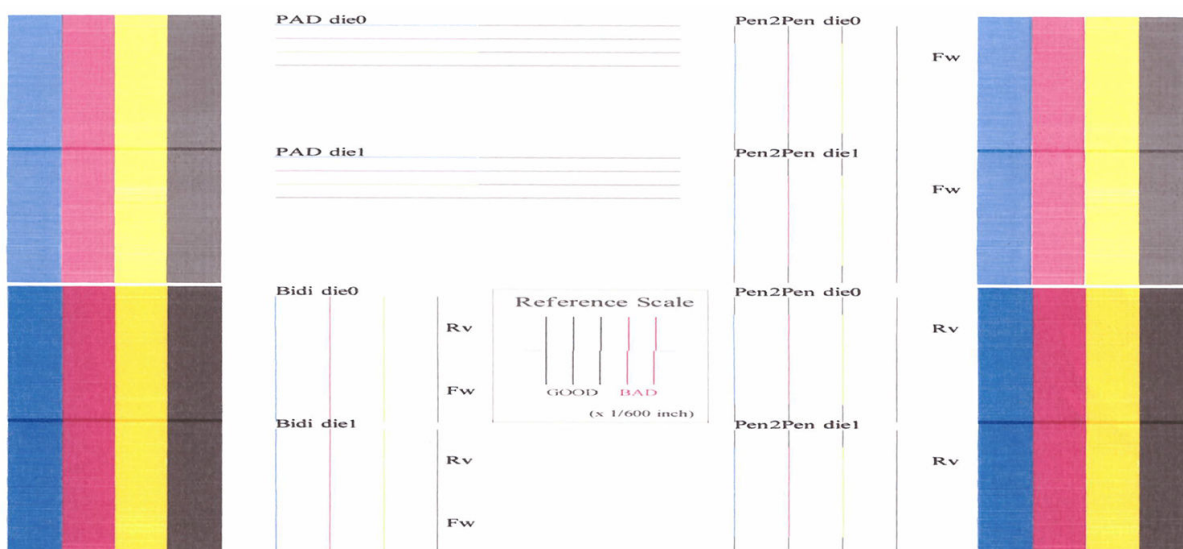 PAD die0
Pen2Pen die0
Fw
PAD die1
Pen2Pen die1
Fw
Bidi die0
Reference Scale
Pen2Pen die0
Rv
Rv
Fw
GOOD BAD
(x 1/600 inch)
Bidi die1
Pen2Pen die1
Rv
Rv
Fw